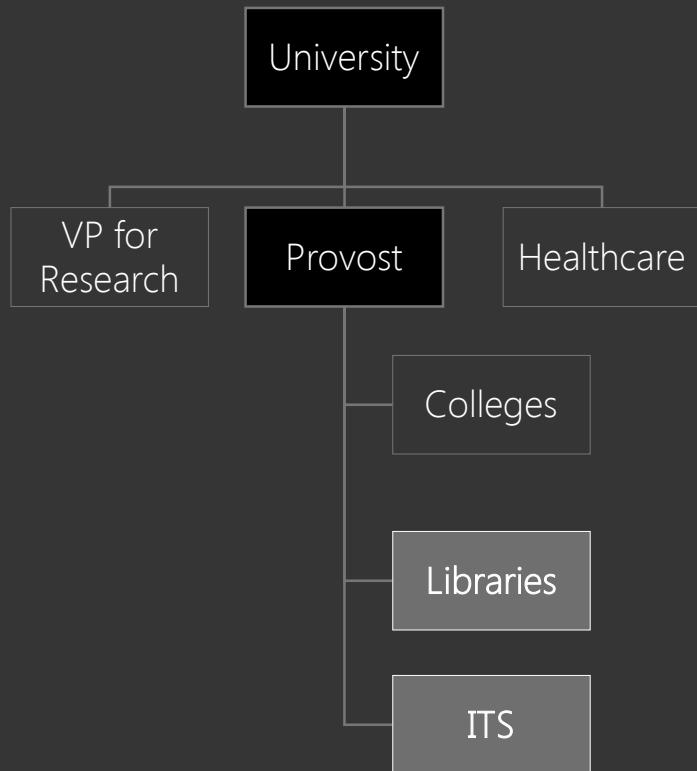 University
VP for
Research
Provost
Healthcare
Colleges
Libraries
ITS